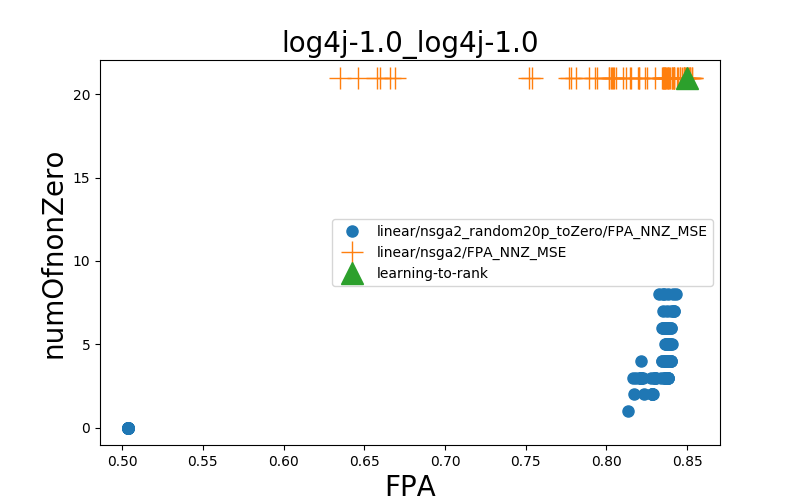 log4j-1.0_log4j-1.0
numOfnonZero
20
15
10
5
0
linear/nsga2_random20p_toZero/FPA_NNZ_MSE
linear/nsga2/FPA_NNZ_MSE
learning-to-rank
0.50 0.55 0.60 0.65 0.70 0.75 0.80 0.85
FPA